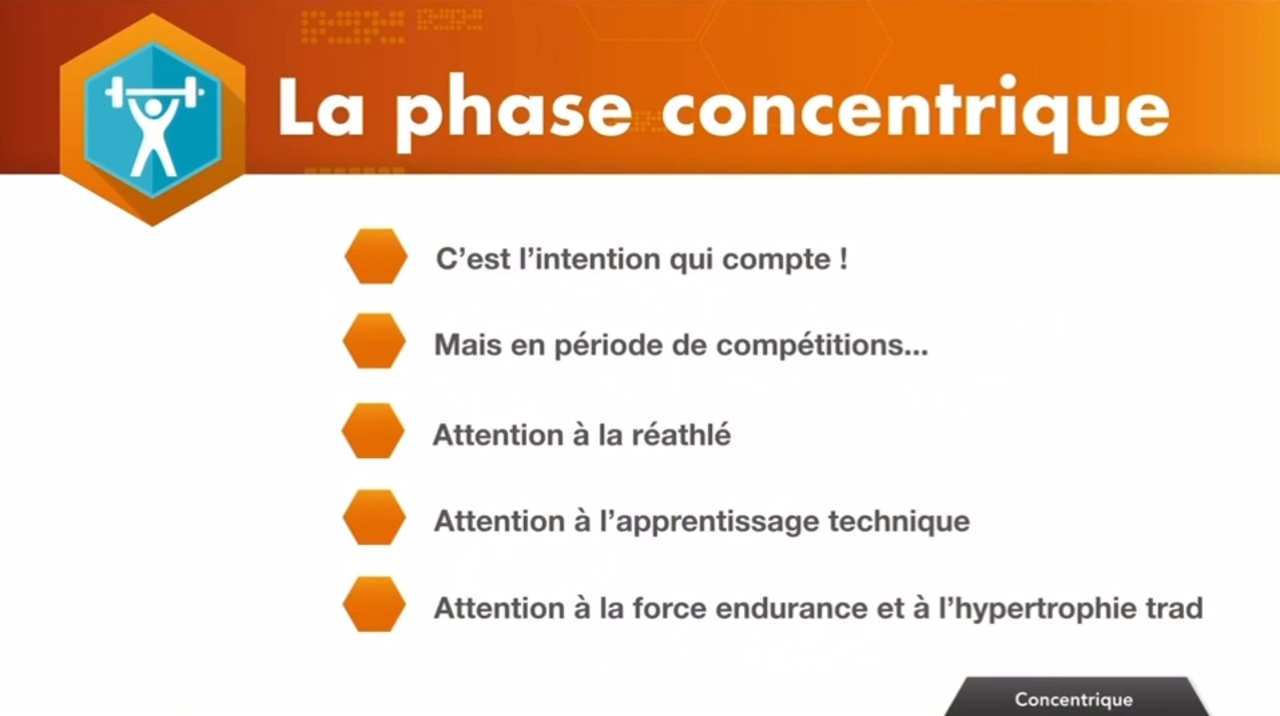 La phase concentrique
C’est l’intention qui compte !
Mais en période de compétitions...
Attention à la réathlé
Attention à l’apprentissage technique
Attention à la force endurance et à l’hypertrophie trad
Concentrique